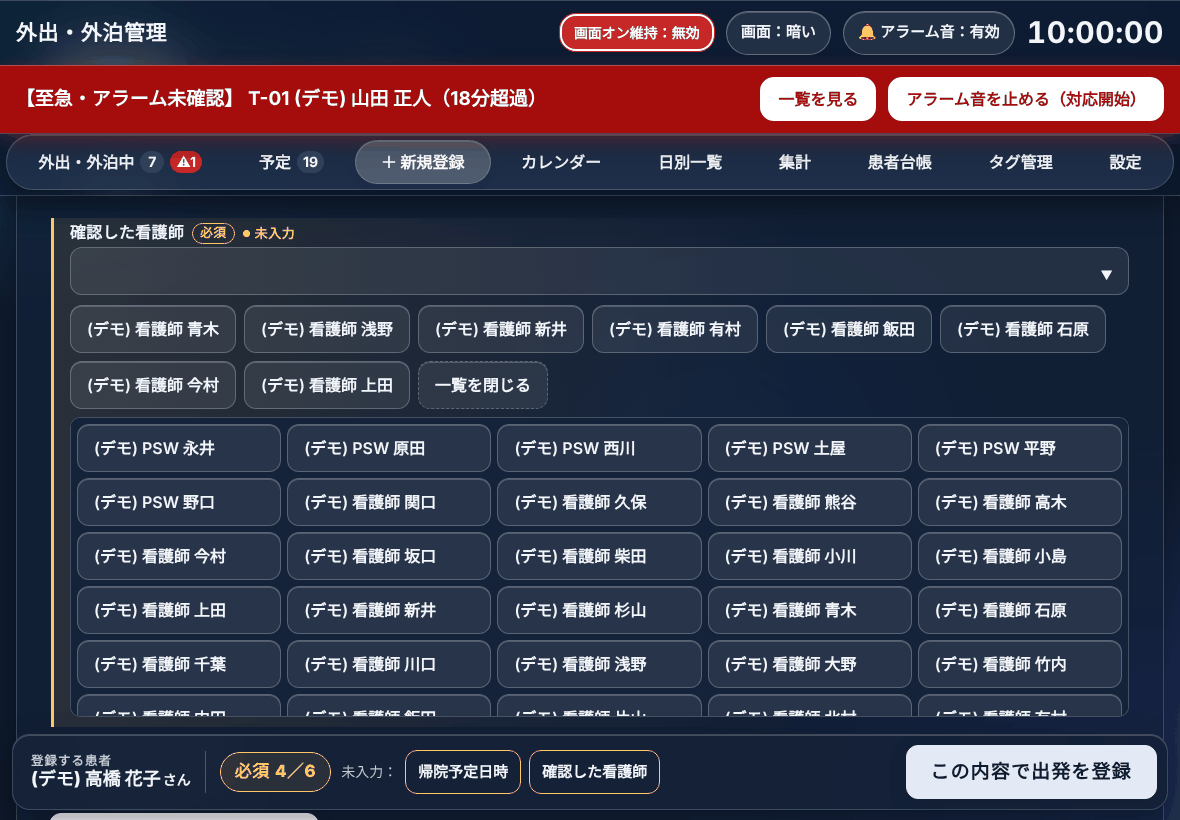 外出・外泊管理
画面オン維持：無効
画面：暗い
🔔 アラーム音：有効
10:00:00
【至急・アラーム未確認】 T-01 (デモ) 山田 正人（18分超過）
一覧を見る
アラーム音を止める（対応開始）
外出・外泊中 7 ⚠1
予定 19
＋新規登録
カレンダー
日別一覧
集計
患者台帳
タグ管理
設定
確認した看護師 必須 ●未入力
▼
(デモ) 看護師 青木
(デモ) 看護師 浅野
(デモ) 看護師 新井
(デモ) 看護師 有村
(デモ) 看護師 飯田
(デモ) 看護師 石原
(デモ) 看護師 今村
(デモ) 看護師 上田
一覧を閉じる
(デモ) PSW 永井
(デモ) PSW 原田
(デモ) PSW 西川
(デモ) PSW 土屋
(デモ) PSW 平野
(デモ) PSW 野口
(デモ) 看護師 関口
(デモ) 看護師 久保
(デモ) 看護師 熊谷
(デモ) 看護師 高木
(デモ) 看護師 今村
(デモ) 看護師 坂口
(デモ) 看護師 柴田
(デモ) 看護師 小川
(デモ) 看護師 小島
(デモ) 看護師 上田
(デモ) 看護師 新井
(デモ) 看護師 杉山
(デモ) 看護師 青木
(デモ) 看護師 石原
(デモ) 看護師 千葉
(デモ) 看護師 川口
(デモ) 看護師 浅野
(デモ) 看護師 大野
(デモ) 看護師 竹内
登録する患者
(デモ) 高橋 花子 さん
必須 4／6
未入力：
帰院予定日時
確認した看護師
この内容で出発を登録